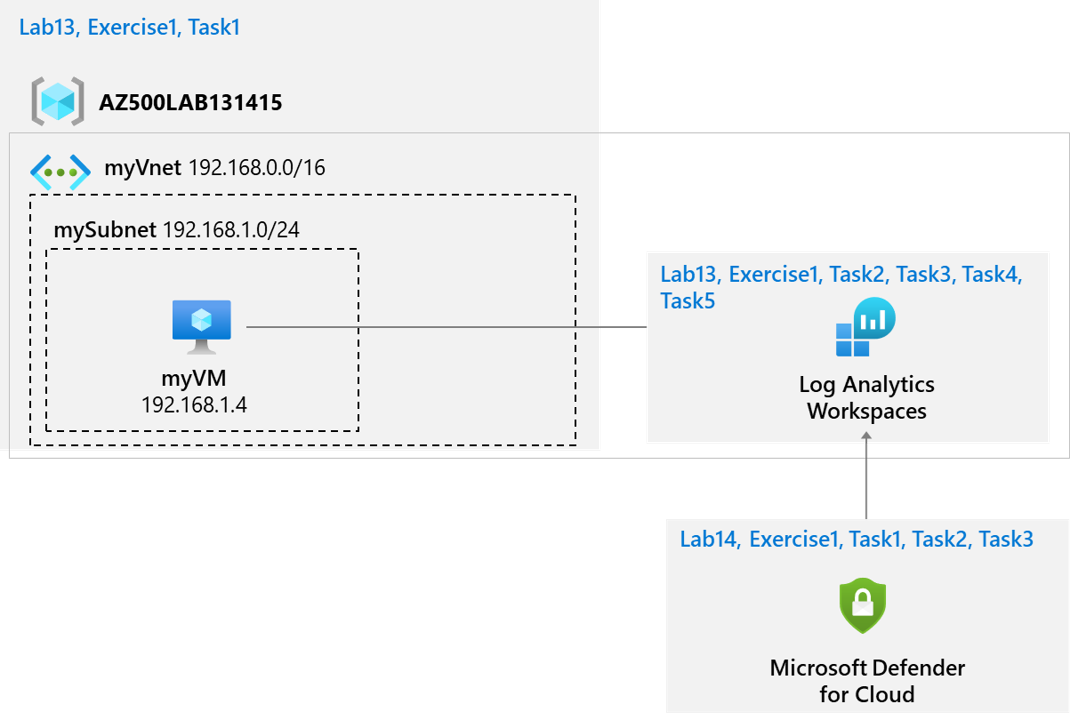 Lab13, Exercise1, Task1
AZ500LAB131415
myVnet 192.168.0.0/16
mySubnet 192.168.1.0/24
myVM
192.168.1.4
Lab13, Exercise1, Task2, Task3, Task4,
Task5
Log Analytics
Workspaces
Lab14, Exercise1, Task1, Task2, Task3
Microsoft Defender
for Cloud